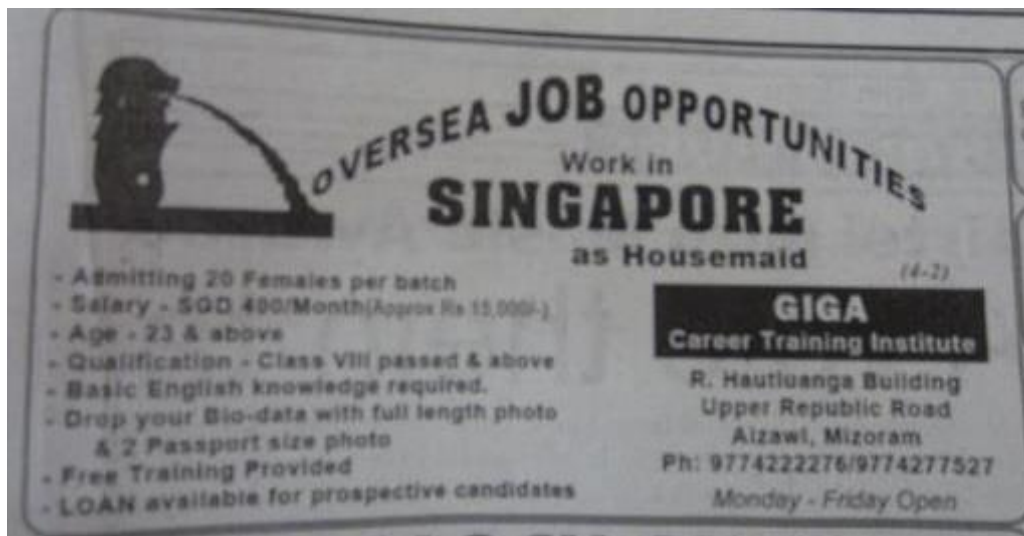 OVERSEA JOB OPPORTUNITIES
Work in
SINGAPORE
as Housemaid
- Admitting 20 Females per batch
- Salary - SGD 400/Month(Approx Rs 15,000/-)
- Age - 23 & above
- Qualification - Class VIII passed & above
- Basic English knowledge required.
- Drop your Bio-data with full length photo
& 2 Passport size photo
- Free Training Provided
- LOAN available for prospective candidates
(4-2)
GIGA
Career Training Institute
R. Hautluanga Building
Upper Republic Road
Aizawl, Mizoram
Ph: 9774222276/9774277527
Monday - Friday Open